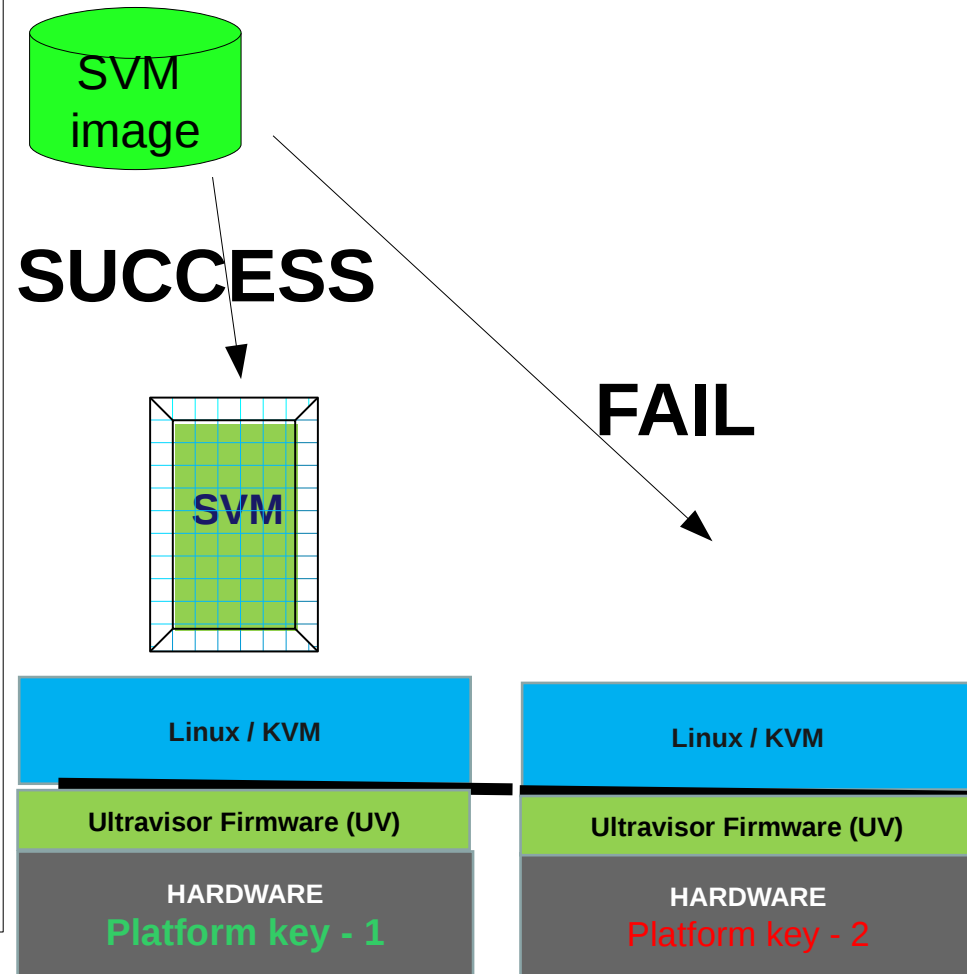 SVM
image
SUCCESS
FAIL
SVM
Linux / KVM
Ultravisor Firmware (UV)
HARDWARE
Platform key - 1
Linux / KVM
Ultravisor Firmware (UV)
HARDWARE
Platform key - 2